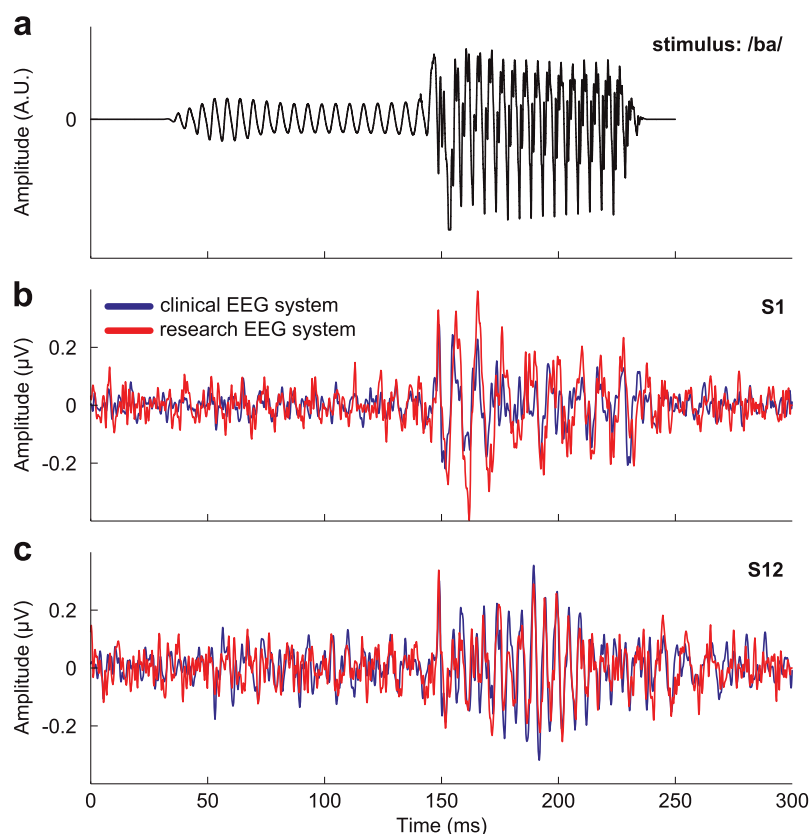 a
stimulus: /ba/
Amplitude (A.U.)
0
b
clinical EEG system
research EEG system
S1
Amplitude (µV)
0.2
0
-0.2
c
S12
Amplitude (µV)
0.2
0
-0.2
0 50 100 150 200 250 300
Time (ms)